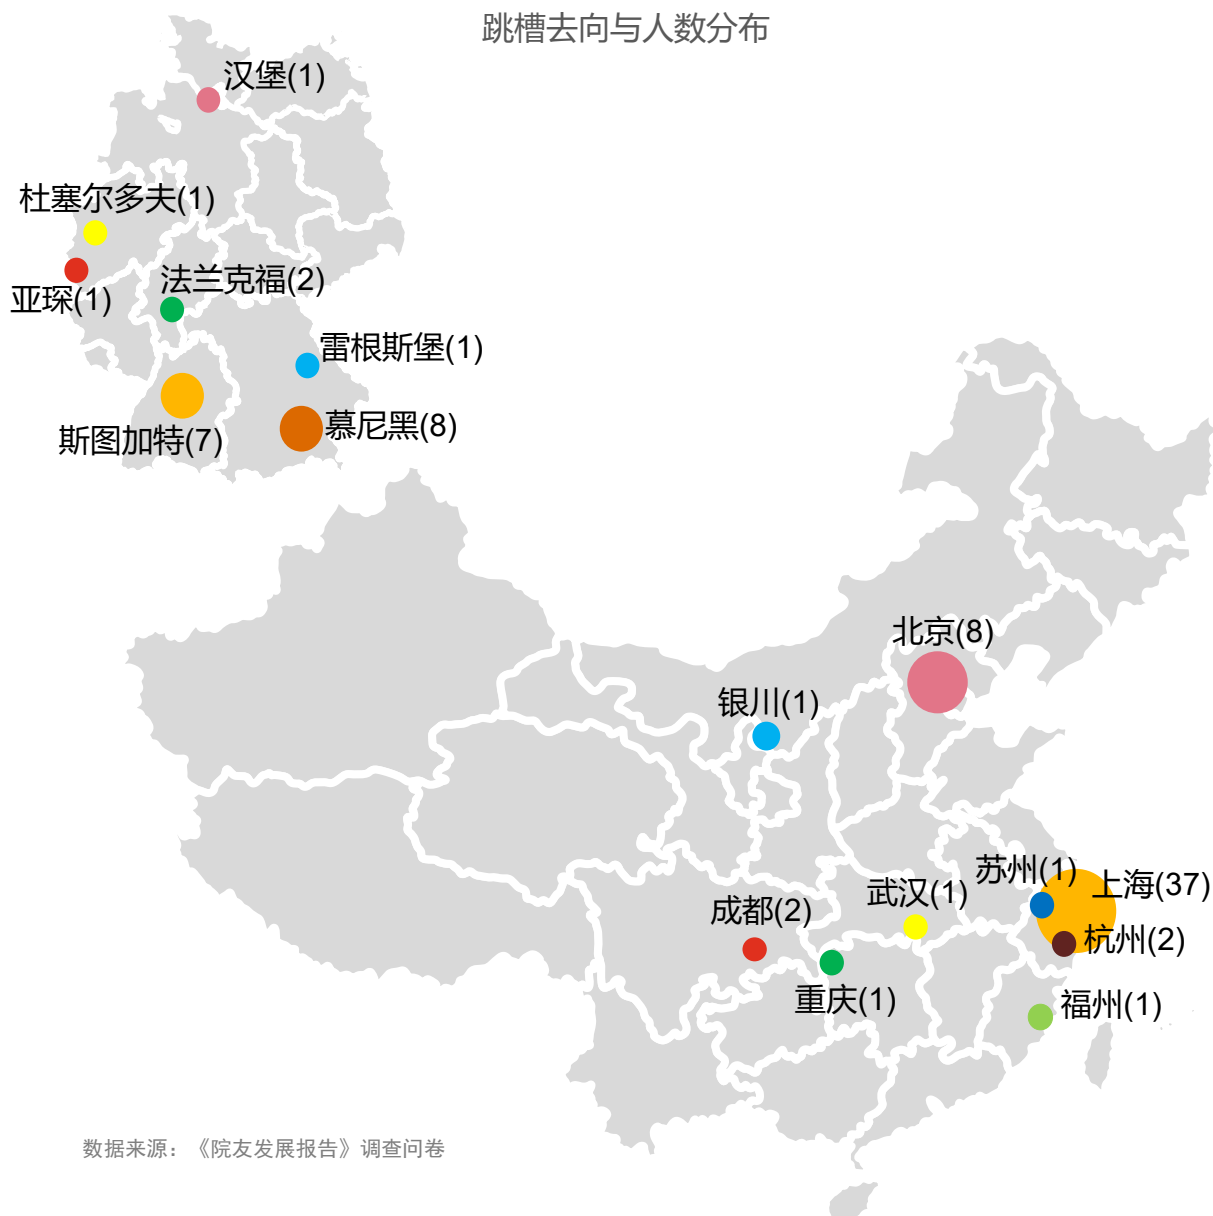 跳槽去向与人数分布
汉堡(1)
杜塞尔多夫(1)
法兰克福(2)
亚琛(1)
雷根斯堡(1)
慕尼黑(8)
斯图加特(7)
北京(8)
银川(1)
苏州(1)
上海(37)
武汉(1)
成都(2)
杭州(2)
重庆(1)
福州(1)
数据来源：《院友发展报告》调查问卷